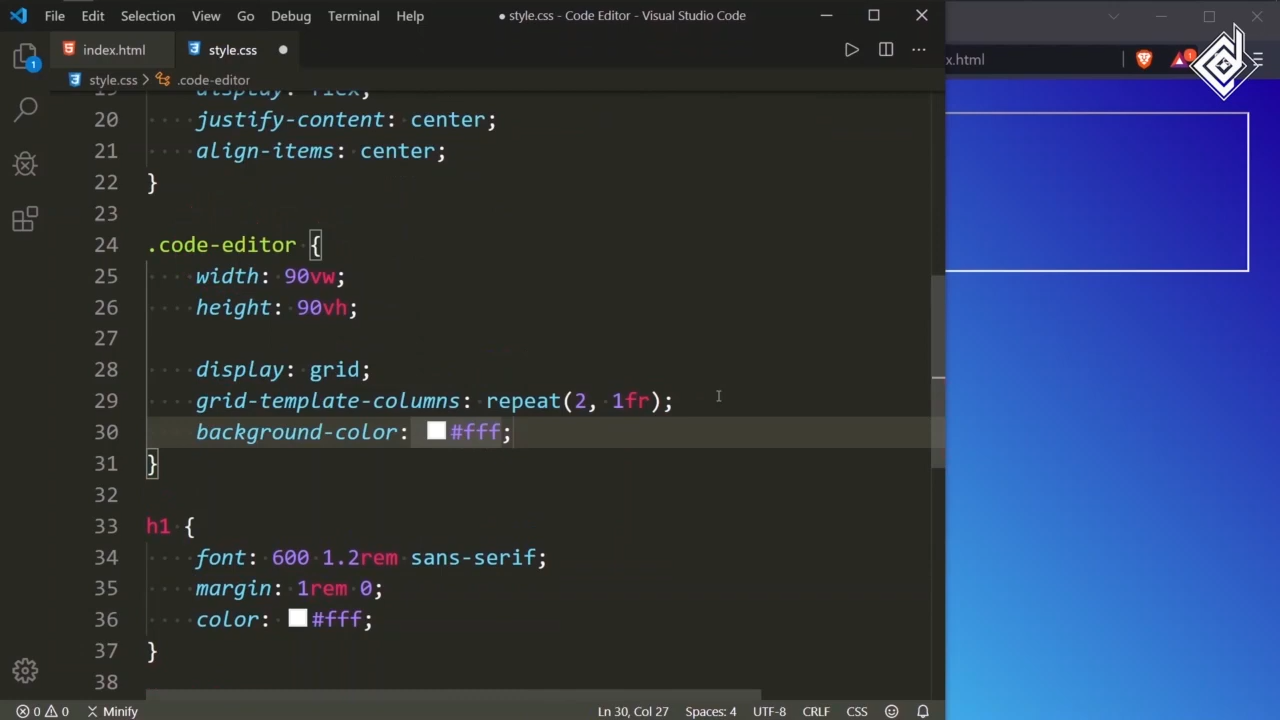 File Edit Selection View Go Debug Terminal Help ● style.css - Code Editor - Visual Studio Code
index.html style.css ●
style.css > .code-editor
x.html
1
1
19 display: flex;
20 justify-content: center;
21 align-items: center;
22 }
23
24 .code-editor {
25 width: 90vw;
26 height: 90vh;
27
28 display: grid;
29 grid-template-columns: repeat(2, 1fr);
30 background-color: #fff;
31 }
32
33 h1 {
34 font: 600 1.2rem sans-serif;
35 margin: 1rem 0;
36 color: #fff;
37 }
38
0 0 Minify Ln 30, Col 27 Spaces: 4 UTF-8 CRLF CSS